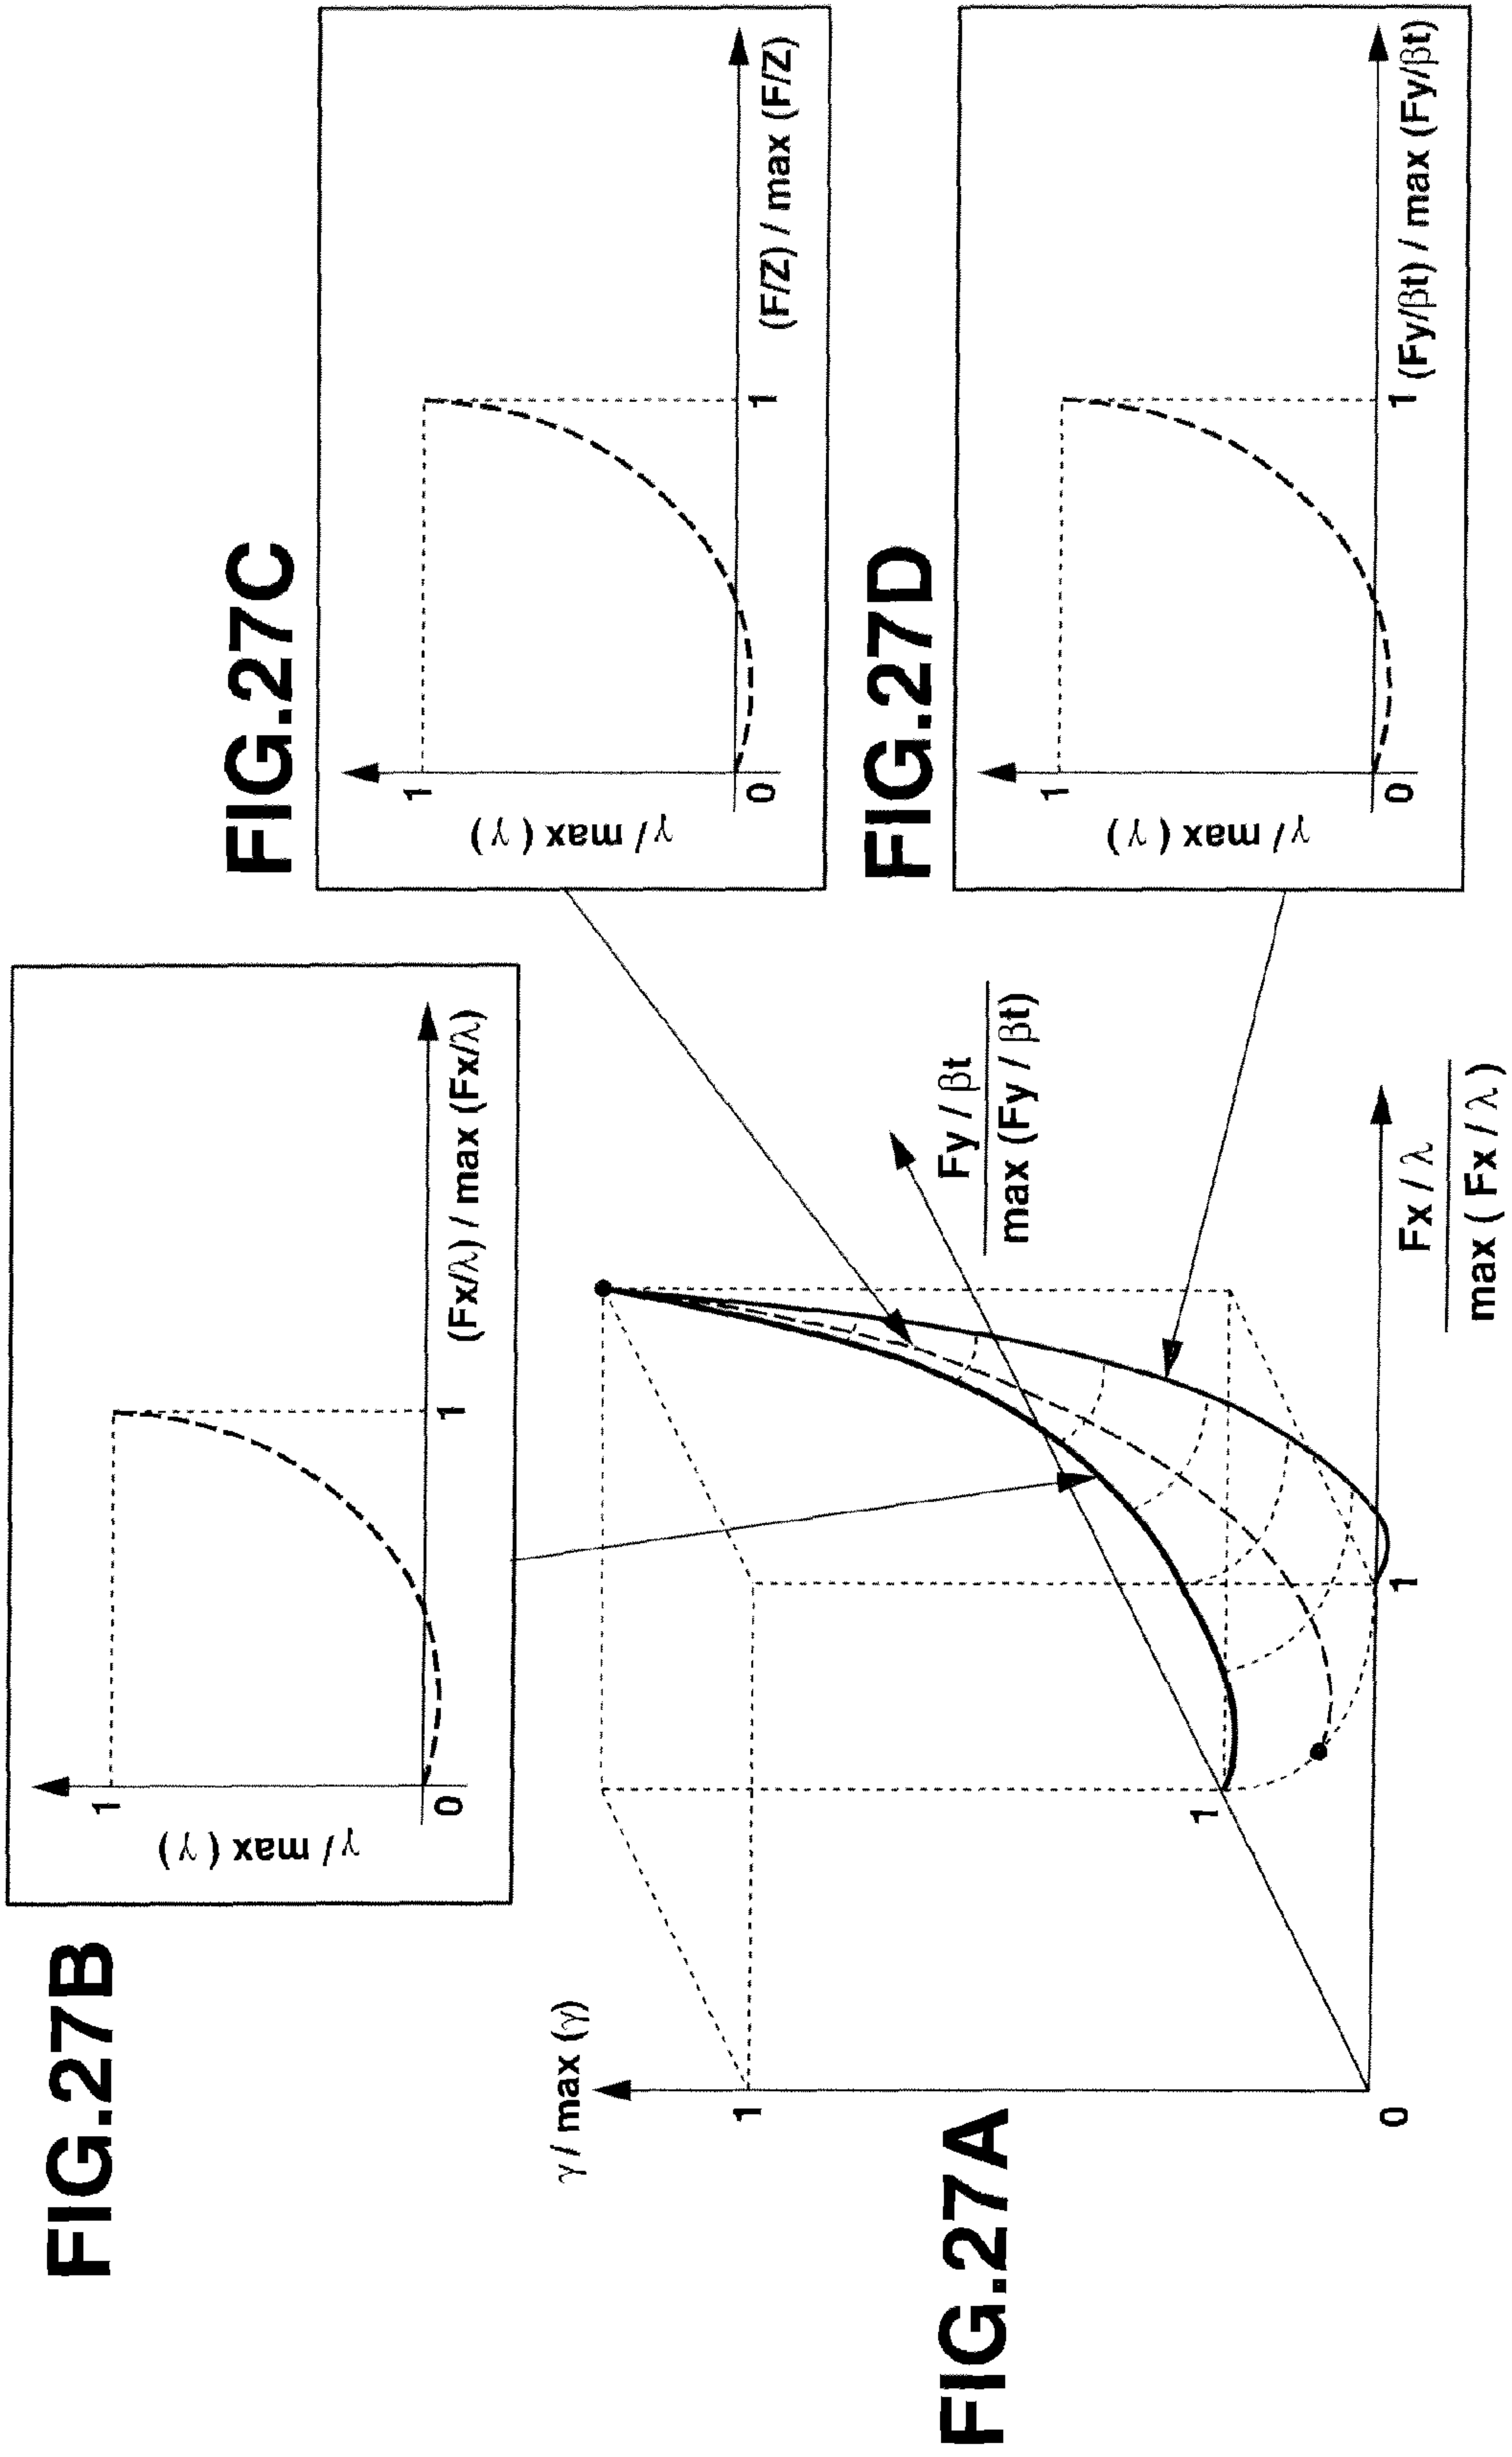 FIG.27B
γ / max ( γ )
1
0
1
(Fx/λ) / max (Fx/λ)
FIG.27C
γ / max ( γ )
1
0
1
(F/Z) / max (F/Z)
FIG.27A
γ / max (γ)
1
0
1
1
Fy / βt
max (Fy / βt)
Fx / λ
max ( Fx / λ )
FIG.27D
γ / max ( γ )
1
0
1
(Fy/βt) / max (Fy/βt)